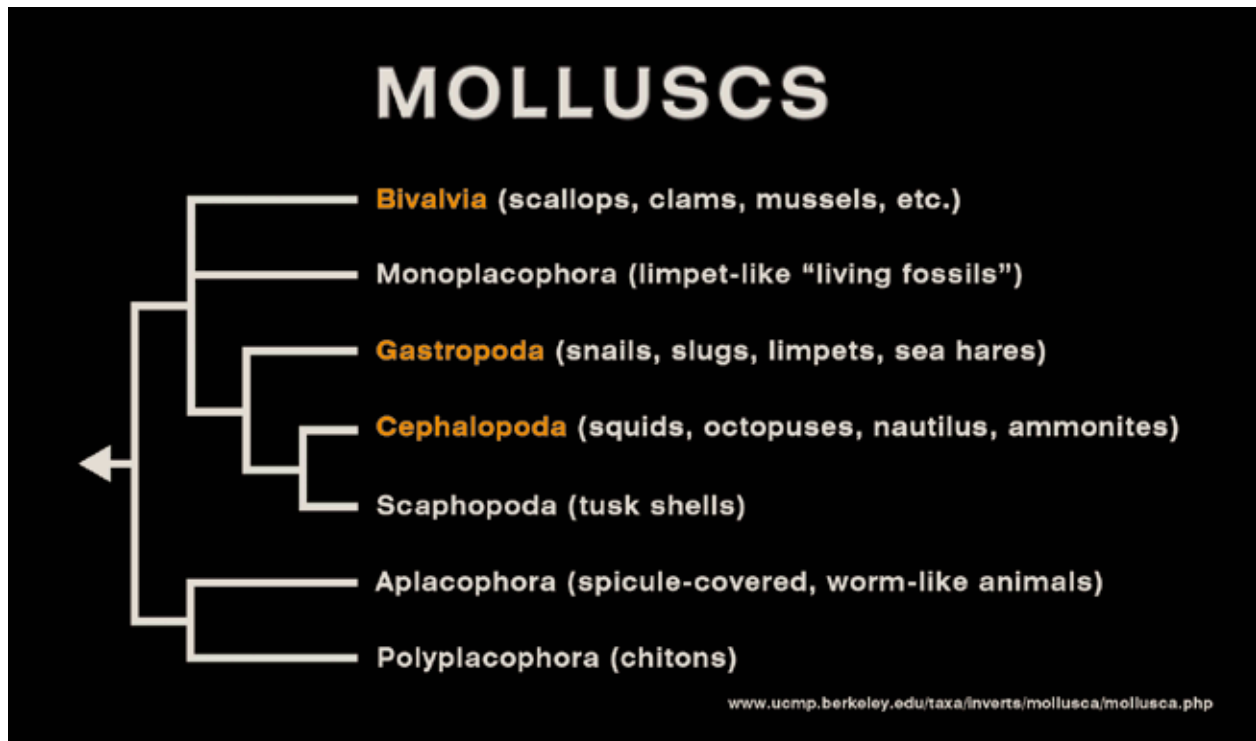 MOLLUSCS
Bivalvia (scallops, clams, mussels, etc.)
Monoplacophora (limpet-like “living fossils”)
Gastropoda (snails, slugs, limpets, sea hares)
Cephalopoda (squids, octopuses, nautilus, ammonites)
Scaphopoda (tusk shells)
Aplacophora (spicule-covered, worm-like animals)
Polyplacophora (chitons)
www.ucmp.berkeley.edu/taxa/inverts/mollusca/mollusca.php